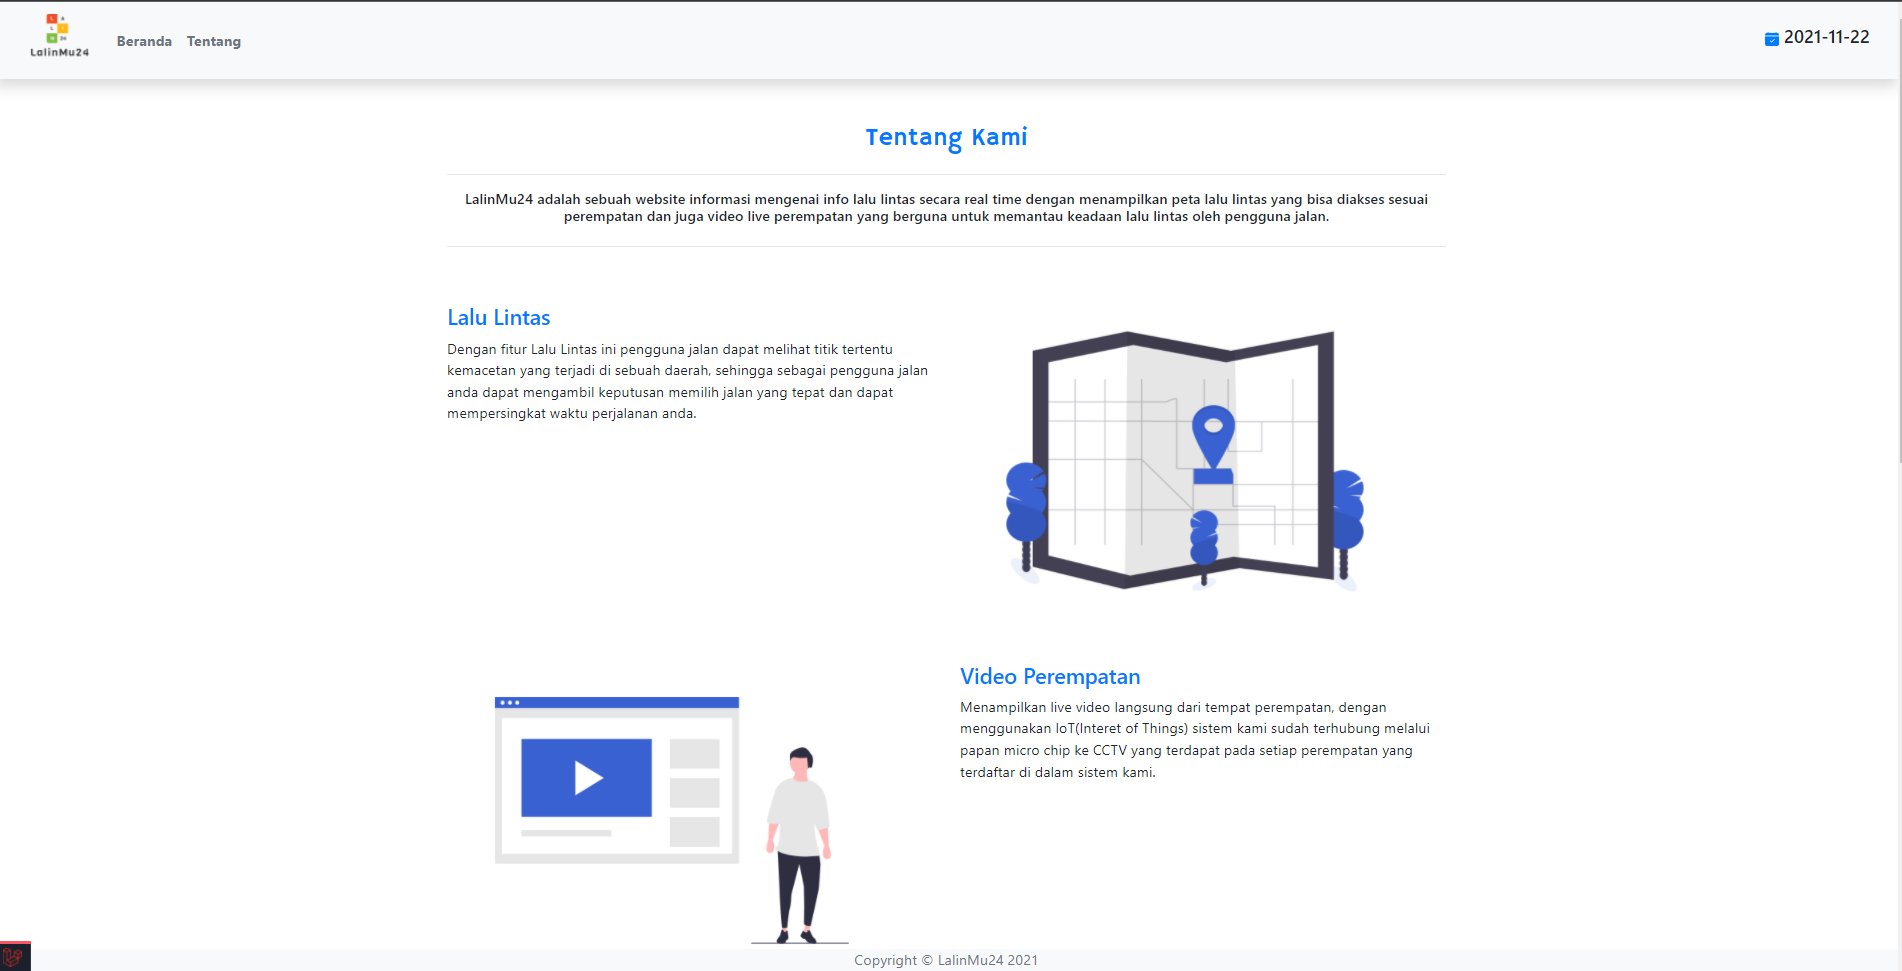 L A
L I
N 24
LalinMu24
Beranda Tentang
2021-11-22
Tentang Kami
LalinMu24 adalah sebuah website informasi mengenai info lalu lintas secara real time dengan menampilkan peta lalu lintas yang bisa diakses sesuai
perempatan dan juga video live perempatan yang berguna untuk memantau keadaan lalu lintas oleh pengguna jalan.
Lalu Lintas
Dengan fitur Lalu Lintas ini pengguna jalan dapat melihat titik tertentu
kemacetan yang terjadi di sebuah daerah, sehingga sebagai pengguna jalan
anda dapat mengambil keputusan memilih jalan yang tepat dan dapat
mempersingkat waktu perjalanan anda.
Video Perempatan
Menampilkan live video langsung dari tempat perempatan, dengan
menggunakan IoT(Interet of Things) sistem kami sudah terhubung melalui
papan micro chip ke CCTV yang terdapat pada setiap perempatan yang
terdaftar di dalam sistem kami.
Copyright © LalinMu24 2021